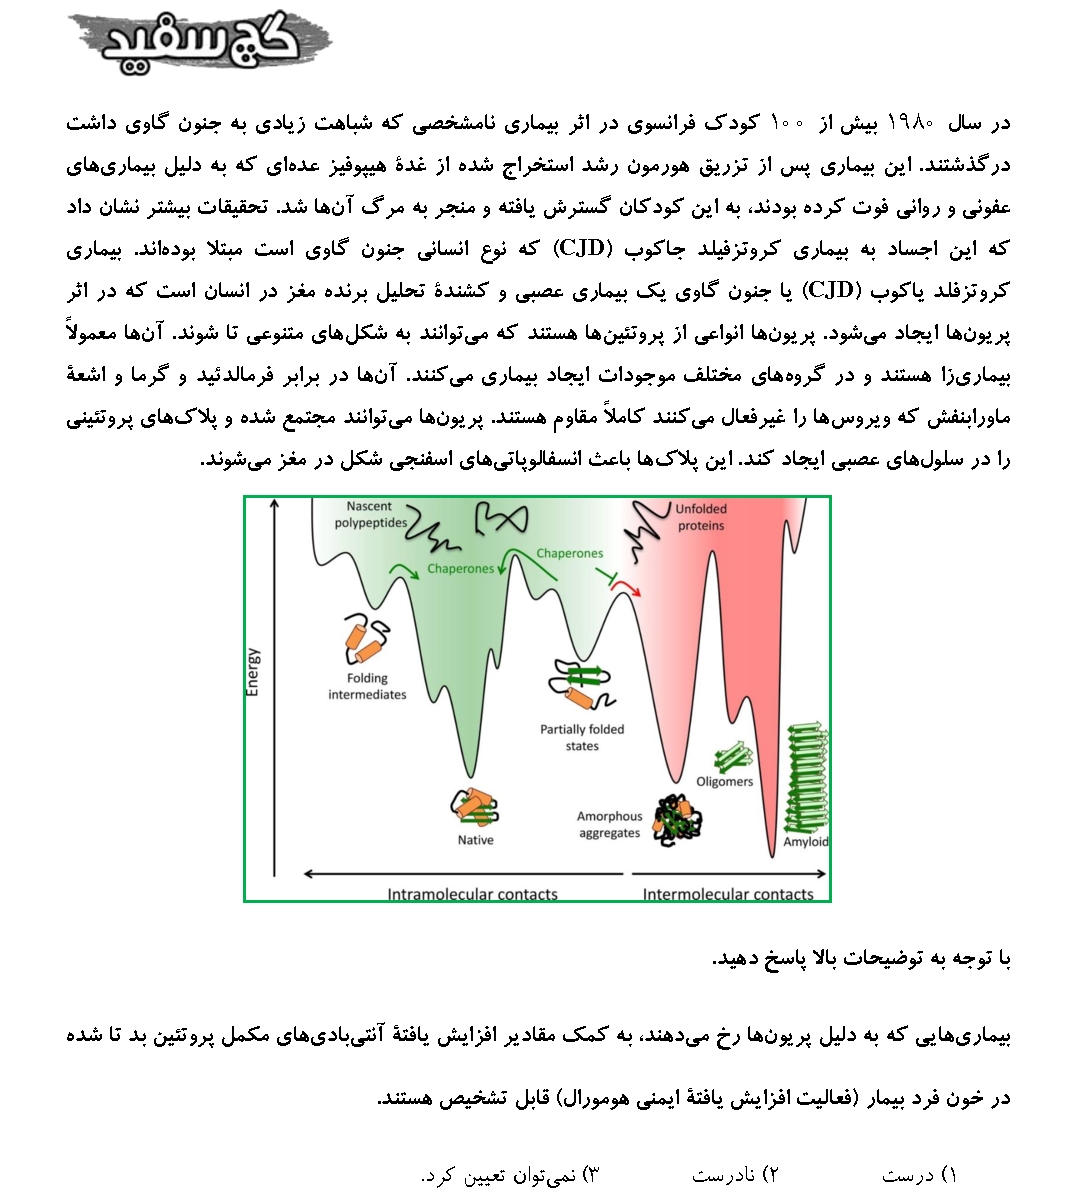 گچ سفید
در سال ۱۹۸۰ بیش از ۱۰۰ کودک فرانسوی در اثر بیماری نامشخصی که شباهت زیادی به جنون گاوی داشت
درگذشتند. این بیماری پس از تزریق هورمون رشد استخراج شده از غدهٔ هیپوفیز عده‌ای که به دلیل بیماری‌های
عفونی و روانی فوت کرده بودند، به این کودکان گسترش یافته و منجر به مرگ آن‌ها شد. تحقیقات بیشتر نشان داد
که این اجساد به بیماری کروتزفیلد جاکوب (CJD) که نوع انسانی جنون گاوی است مبتلا بوده‌اند. بیماری
کروتزفلد یاکوب (CJD) یا جنون گاوی یک بیماری عصبی و کشندهٔ تحلیل برنده مغز در انسان است که در اثر
پریون‌ها ایجاد می‌شود. پریون‌ها انواعی از پروتئین‌ها هستند که می‌توانند به شکل‌های متنوعی تا شوند. آن‌ها معمولاً
بیماری‌زا هستند و در گروه‌های مختلف موجودات ایجاد بیماری می‌کنند. آن‌ها در برابر فرمالدئید و گرما و اشعهٔ
ماورابنفش که ویروس‌ها را غیرفعال می‌کنند کاملاً مقاوم هستند. پریون‌ها می‌توانند مجتمع شده و پلاک‌های پروتئینی
را در سلول‌های عصبی ایجاد کند. این پلاک‌ها باعث انسفالوپاتی‌های اسفنجی شکل در مغز می‌شوند.
Nascent
polypeptides
Unfolded
proteins
Chaperones
Chaperones
Energy
Folding
intermediates
Partially folded
states
Oligomers
Native
Amorphous
aggregates
Amyloid
Intramolecular contacts
Intermolecular contacts
با توجه به توضیحات بالا پاسخ دهید.
بیماری‌هایی که به دلیل پریون‌ها رخ می‌دهند، به کمک مقادیر افزایش یافتهٔ آنتی‌بادی‌های مکمل پروتئین بد تا شده
در خون فرد بیمار (فعالیت افزایش یافتهٔ ایمنی هومورال) قابل تشخیص هستند.
۱) درست ۲) نادرست ۳) نمی‌توان تعیین کرد.